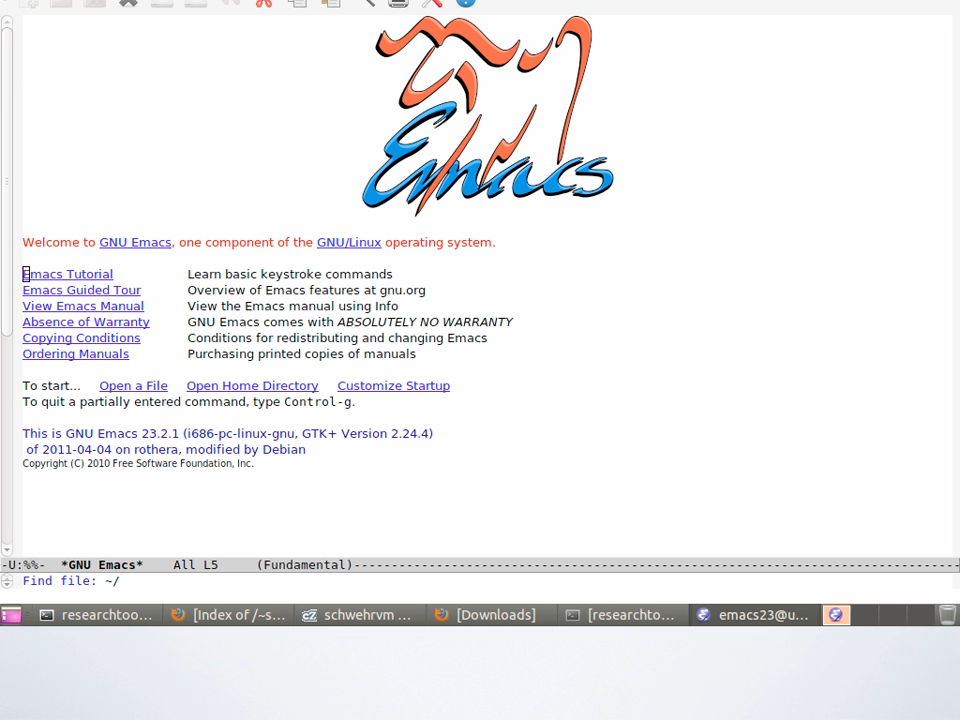 Emacs
Welcome to GNU Emacs, one component of the GNU/Linux operating system.
Emacs Tutorial Learn basic keystroke commands
Emacs Guided Tour Overview of Emacs features at gnu.org
View Emacs Manual View the Emacs manual using Info
Absence of Warranty GNU Emacs comes with ABSOLUTELY NO WARRANTY
Copying Conditions Conditions for redistributing and changing Emacs
Ordering Manuals Purchasing printed copies of manuals
To start... Open a File Open Home Directory Customize Startup
To quit a partially entered command, type Control-g.
This is GNU Emacs 23.2.1 (i686-pc-linux-gnu, GTK+ Version 2.24.4)
of 2011-04-04 on rothera, modified by Debian
Copyright (C) 2010 Free Software Foundation, Inc.
-U:%%- *GNU Emacs* All L5 (Fundamental)-----------------------------------------------------------------------------------
Find file: ~/
researchtoo... [Index of /~s... schwehrvm ... [Downloads] [researchto... emacs23@u...